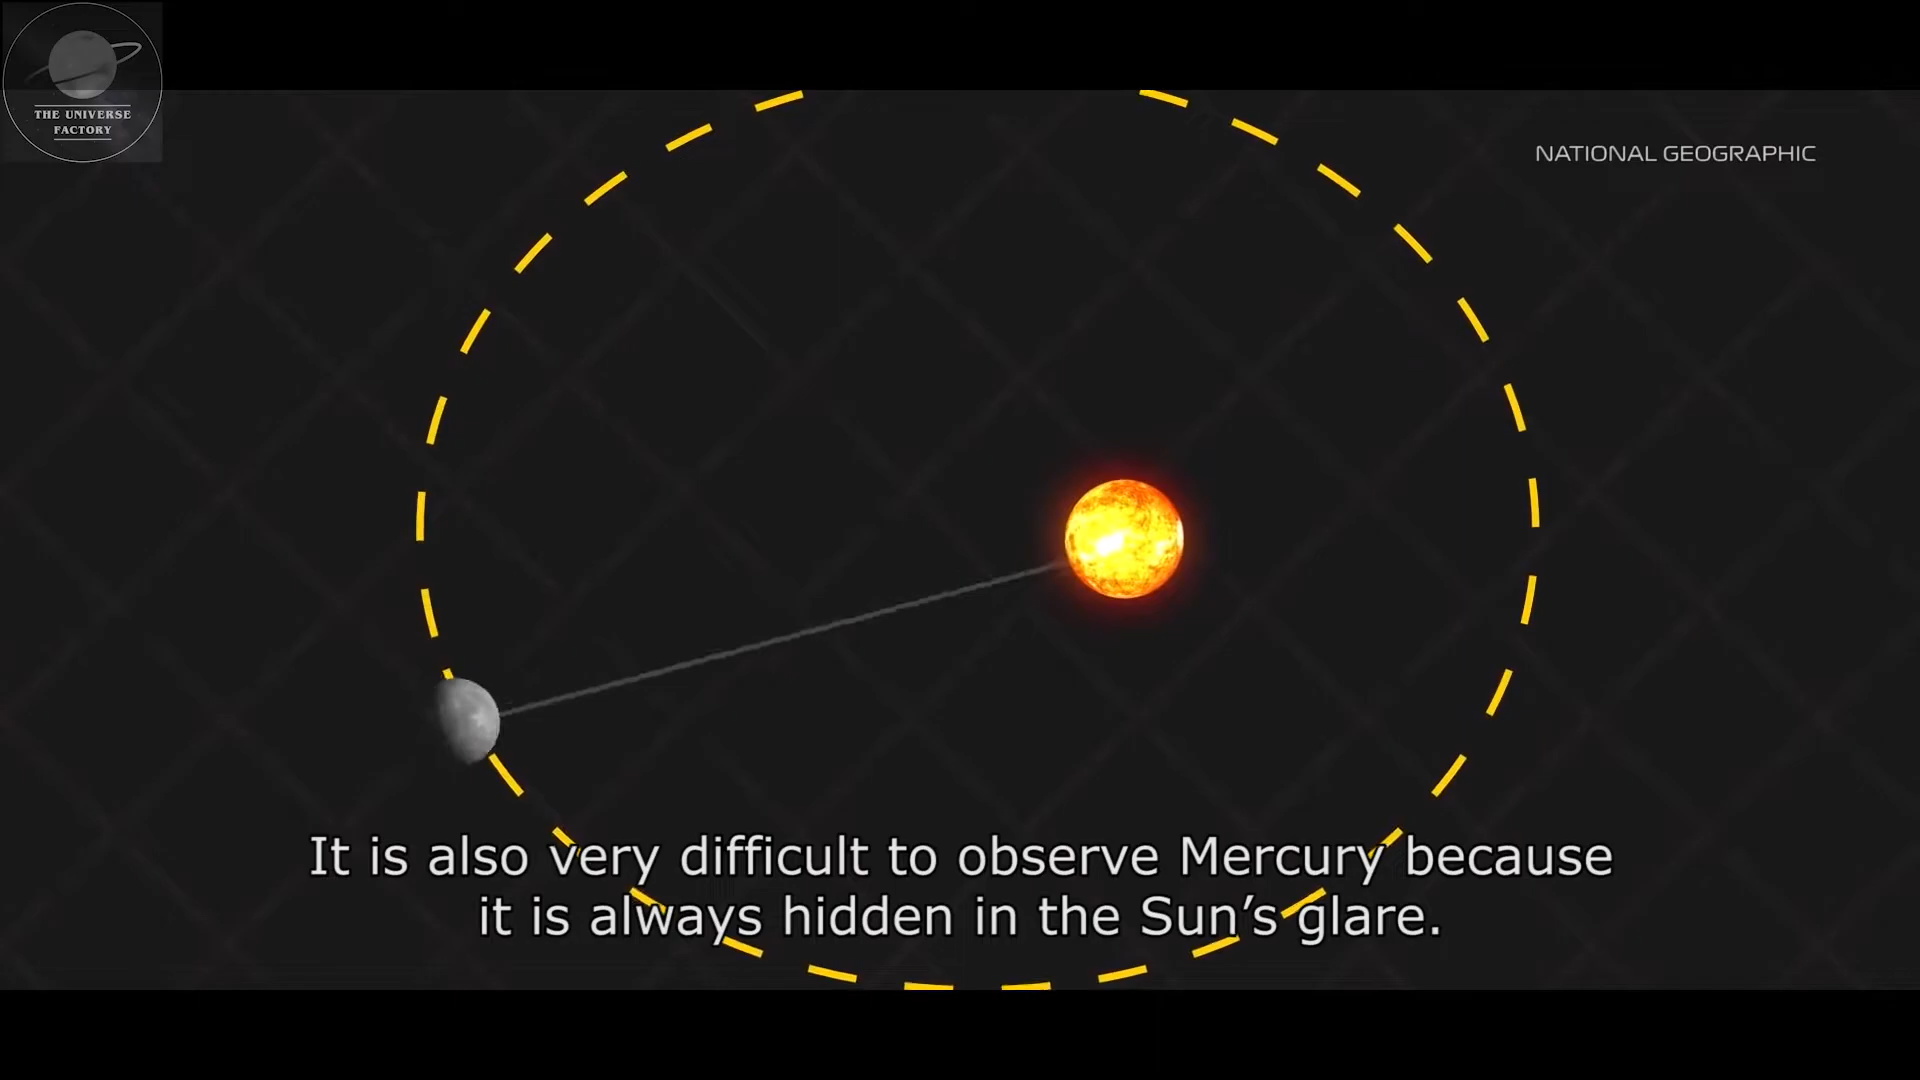 THE UNIVERSE
FACTORY
NATIONAL GEOGRAPHIC
It is also very difficult to observe Mercury because
it is always hidden in the Sun’s glare.